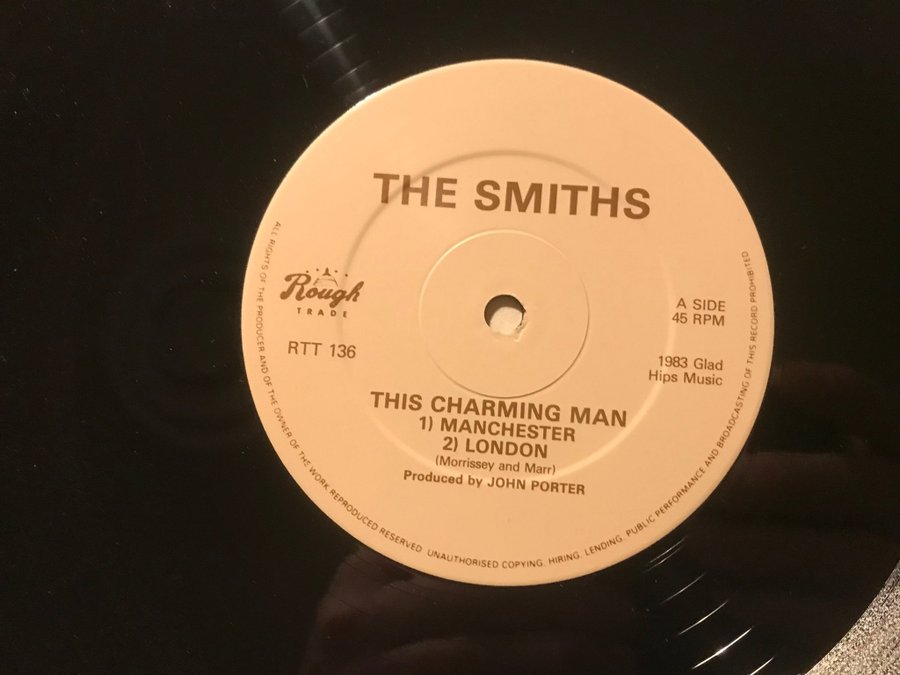 THE SMITHS
Rough
TRADE
RTT 136
A SIDE
45 RPM
1983 Glad
Hips Music
THIS CHARMING MAN
1) MANCHESTER
2) LONDON
(Morrissey and Marr)
Produced by JOHN PORTER
ALL RIGHTS OF THE PRODUCER AND OF THE OWNER OF THE WORK REPRODUCED RESERVED UNAUTHORISED COPYING. HIRING. LENDING. PUBLIC PERFORMANCE AND BROADCASTING OF THIS RECORD PROHIBITED